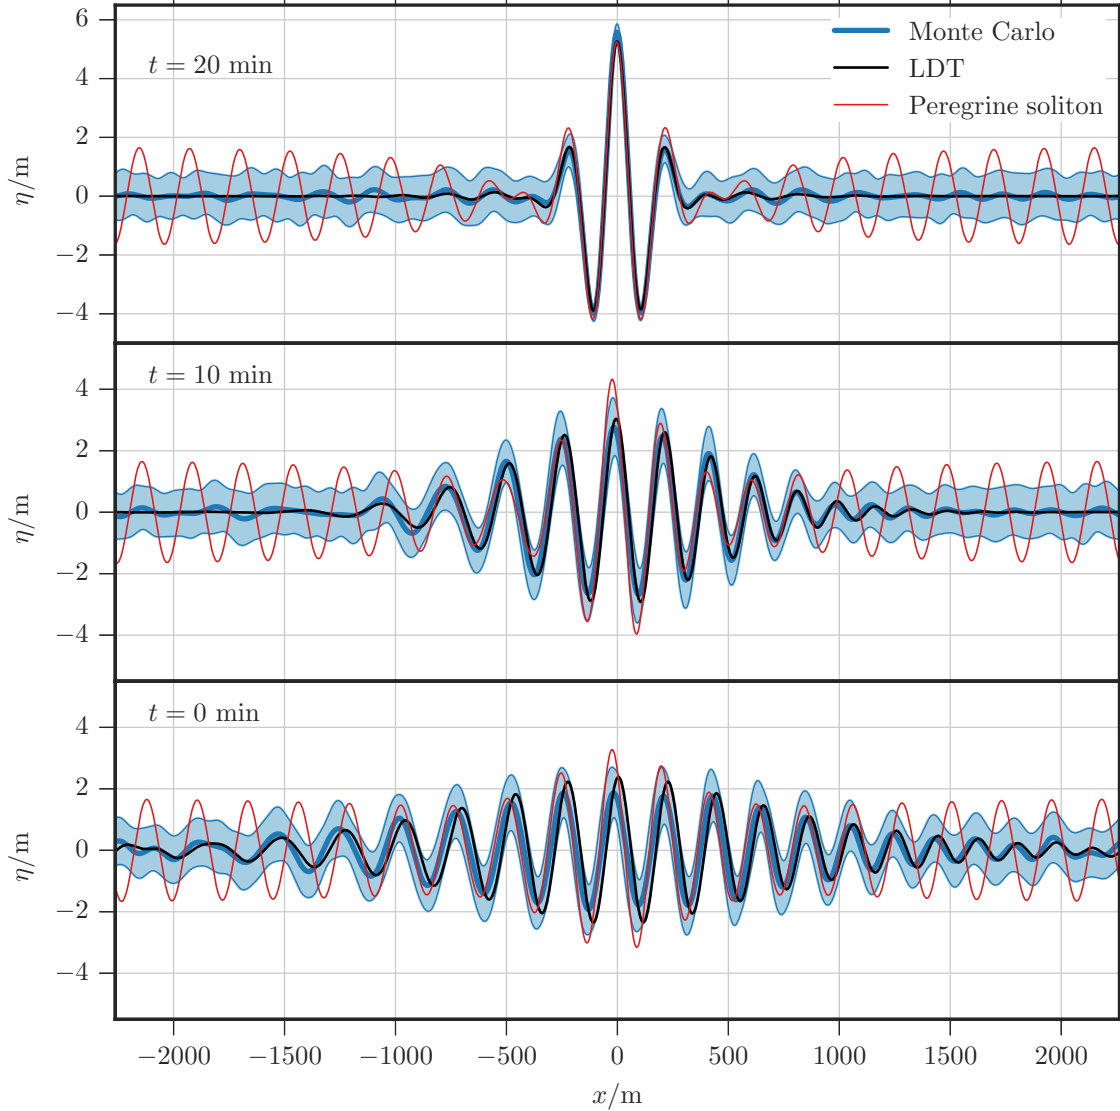 6
4
2
0
−2
−4
η/m
t = 20 min
Monte Carlo
LDT
Peregrine soliton
4
2
0
−2
−4
η/m
t = 10 min
4
2
0
−2
−4
η/m
t = 0 min
−2000 −1500 −1000 −500 0 500 1000 1500 2000
x/m